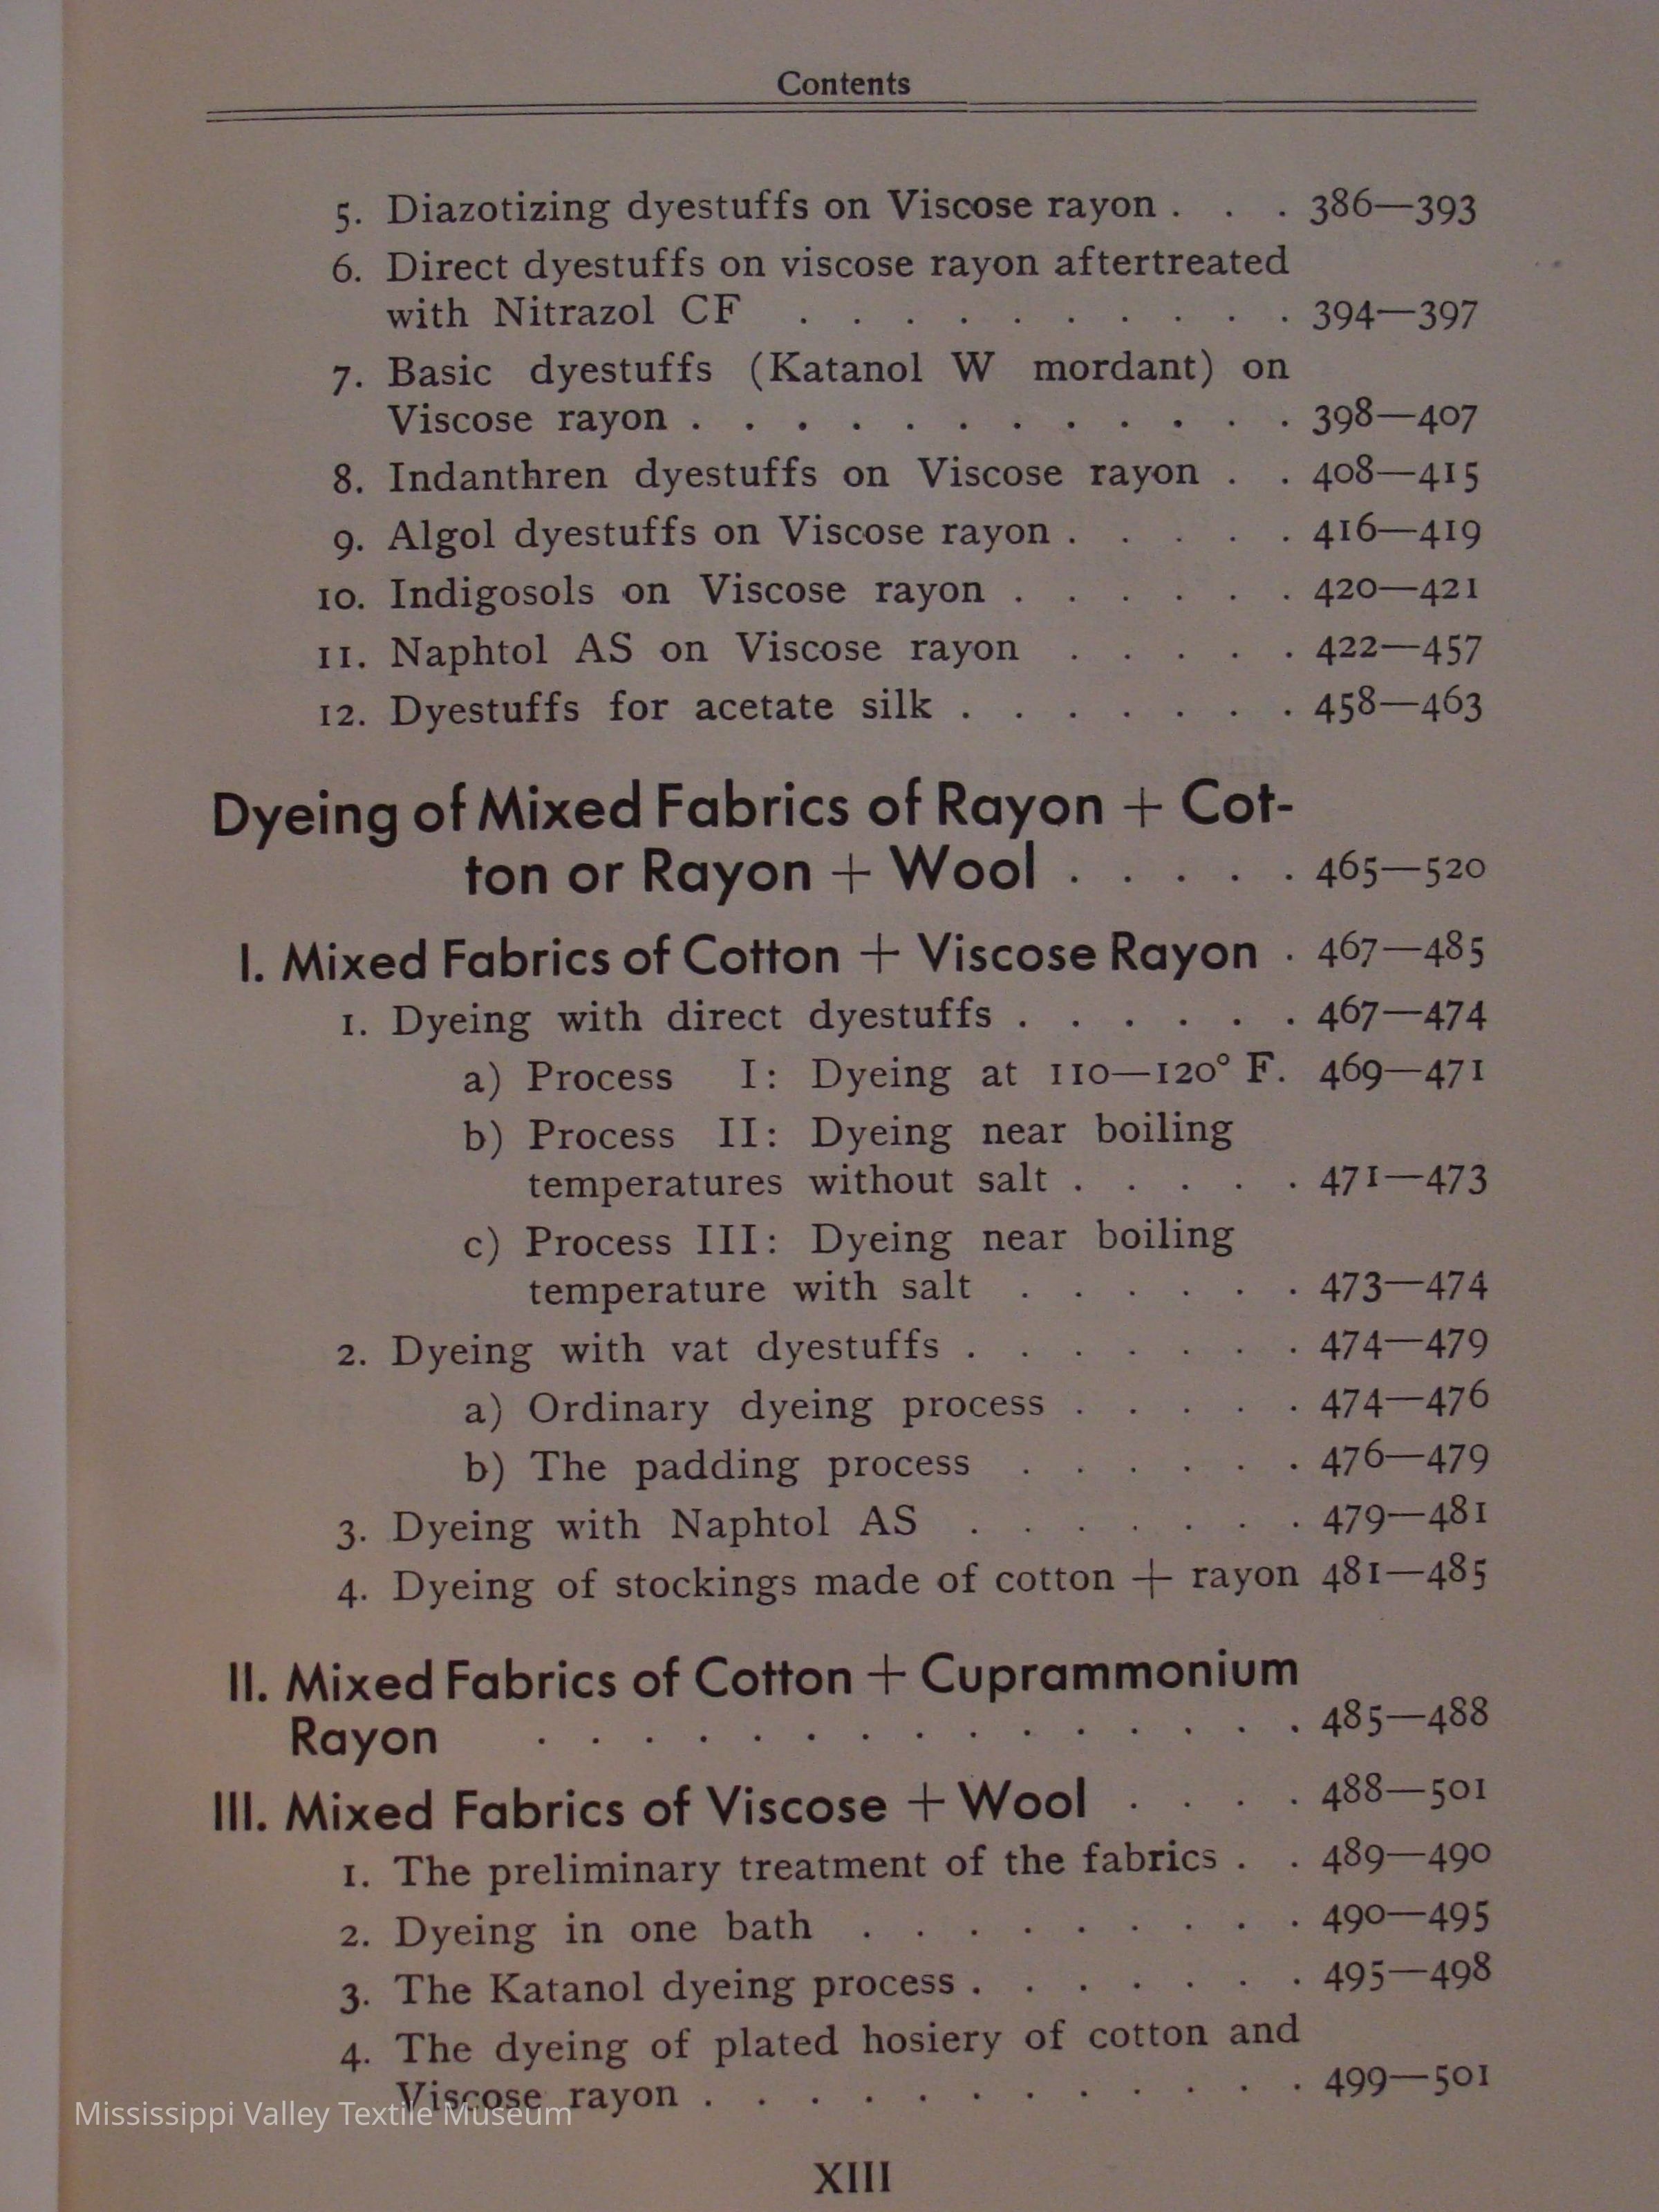 Contents
5. Diazotizing dyestuffs on Viscose rayon . . . 386—393
6. Direct dyestuffs on viscose rayon aftertreated
with Nitrazol CF . . . . . . . . . . 394—397
7. Basic dyestuffs (Katanol W mordant) on
Viscose rayon . . . . . . . . . . . . 398—407
8. Indanthren dyestuffs on Viscose rayon . . 408—415
9. Algol dyestuffs on Viscose rayon . . . . . 416—419
10. Indigosols on Viscose rayon . . . . . . 420—421
11. Naphtol AS on Viscose rayon . . . . . 422—457
12. Dyestuffs for acetate silk . . . . . . . 458—463
Dyeing of Mixed Fabrics of Rayon + Cot-
ton or Rayon + Wool . . . . . 465—520
I. Mixed Fabrics of Cotton + Viscose Rayon . 467—485
1. Dyeing with direct dyestuffs . . . . . . 467—474
a) Process I: Dyeing at 110—120° F. 469—471
b) Process II: Dyeing near boiling
temperatures without salt . . . . . 471—473
c) Process III: Dyeing near boiling
temperature with salt . . . . . . 473—474
2. Dyeing with vat dyestuffs . . . . . . . 474—479
a) Ordinary dyeing process . . . . . 474—476
b) The padding process . . . . . . 476—479
3. Dyeing with Naphtol AS . . . . . . . 479—481
4. Dyeing of stockings made of cotton + rayon 481—485
II. Mixed Fabrics of Cotton + Cuprammonium
Rayon . . . . . . . . . . . . . . . 485—488
III. Mixed Fabrics of Viscose + Wool . . . . 488—501
1. The preliminary treatment of the fabrics . . 489—490
2. Dyeing in one bath . . . . . . . . . 490—495
3. The Katanol dyeing process . . . . . . . 495—498
4. The dyeing of plated hosiery of cotton and
Viscose rayon . . . . . . . . . . . . 499—501
Mississippi Valley Textile Museum
XIII